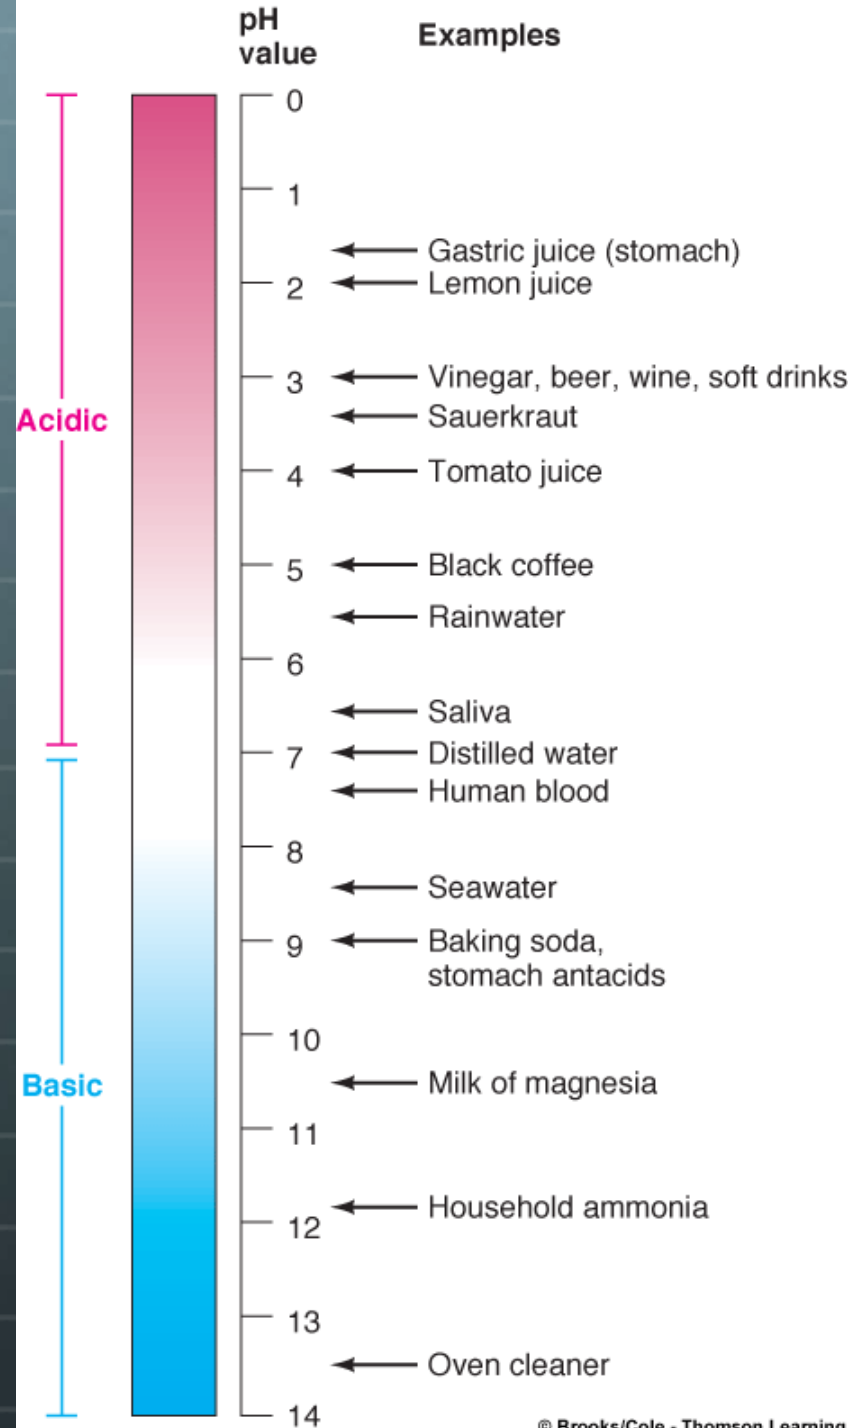 pH
value
Examples
0
1
Gastric juice (stomach)
2
Lemon juice
3
Vinegar, beer, wine, soft drinks
Acidic
Sauerkraut
4
Tomato juice
5
Black coffee
Rainwater
6
Saliva
7
Distilled water
Human blood
8
Seawater
9
Baking soda,
stomach antacids
10
Basic
Milk of magnesia
11
Household ammonia
12
13
Oven cleaner
14
© Brooks/Cole - Thomson Learning